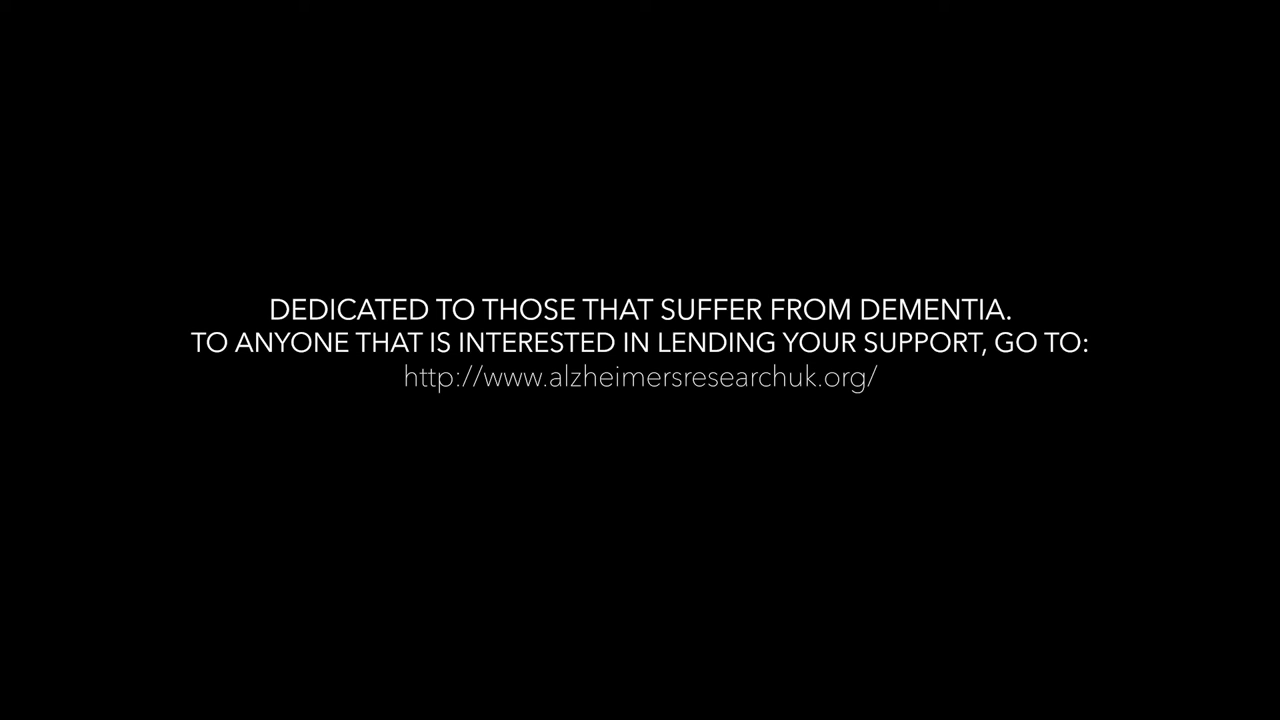 DEDICATED TO THOSE THAT SUFFER FROM DEMENTIA.
TO ANYONE THAT IS INTERESTED IN LENDING YOUR SUPPORT, GO TO:
http://www.alzheimersresearchuk.org/